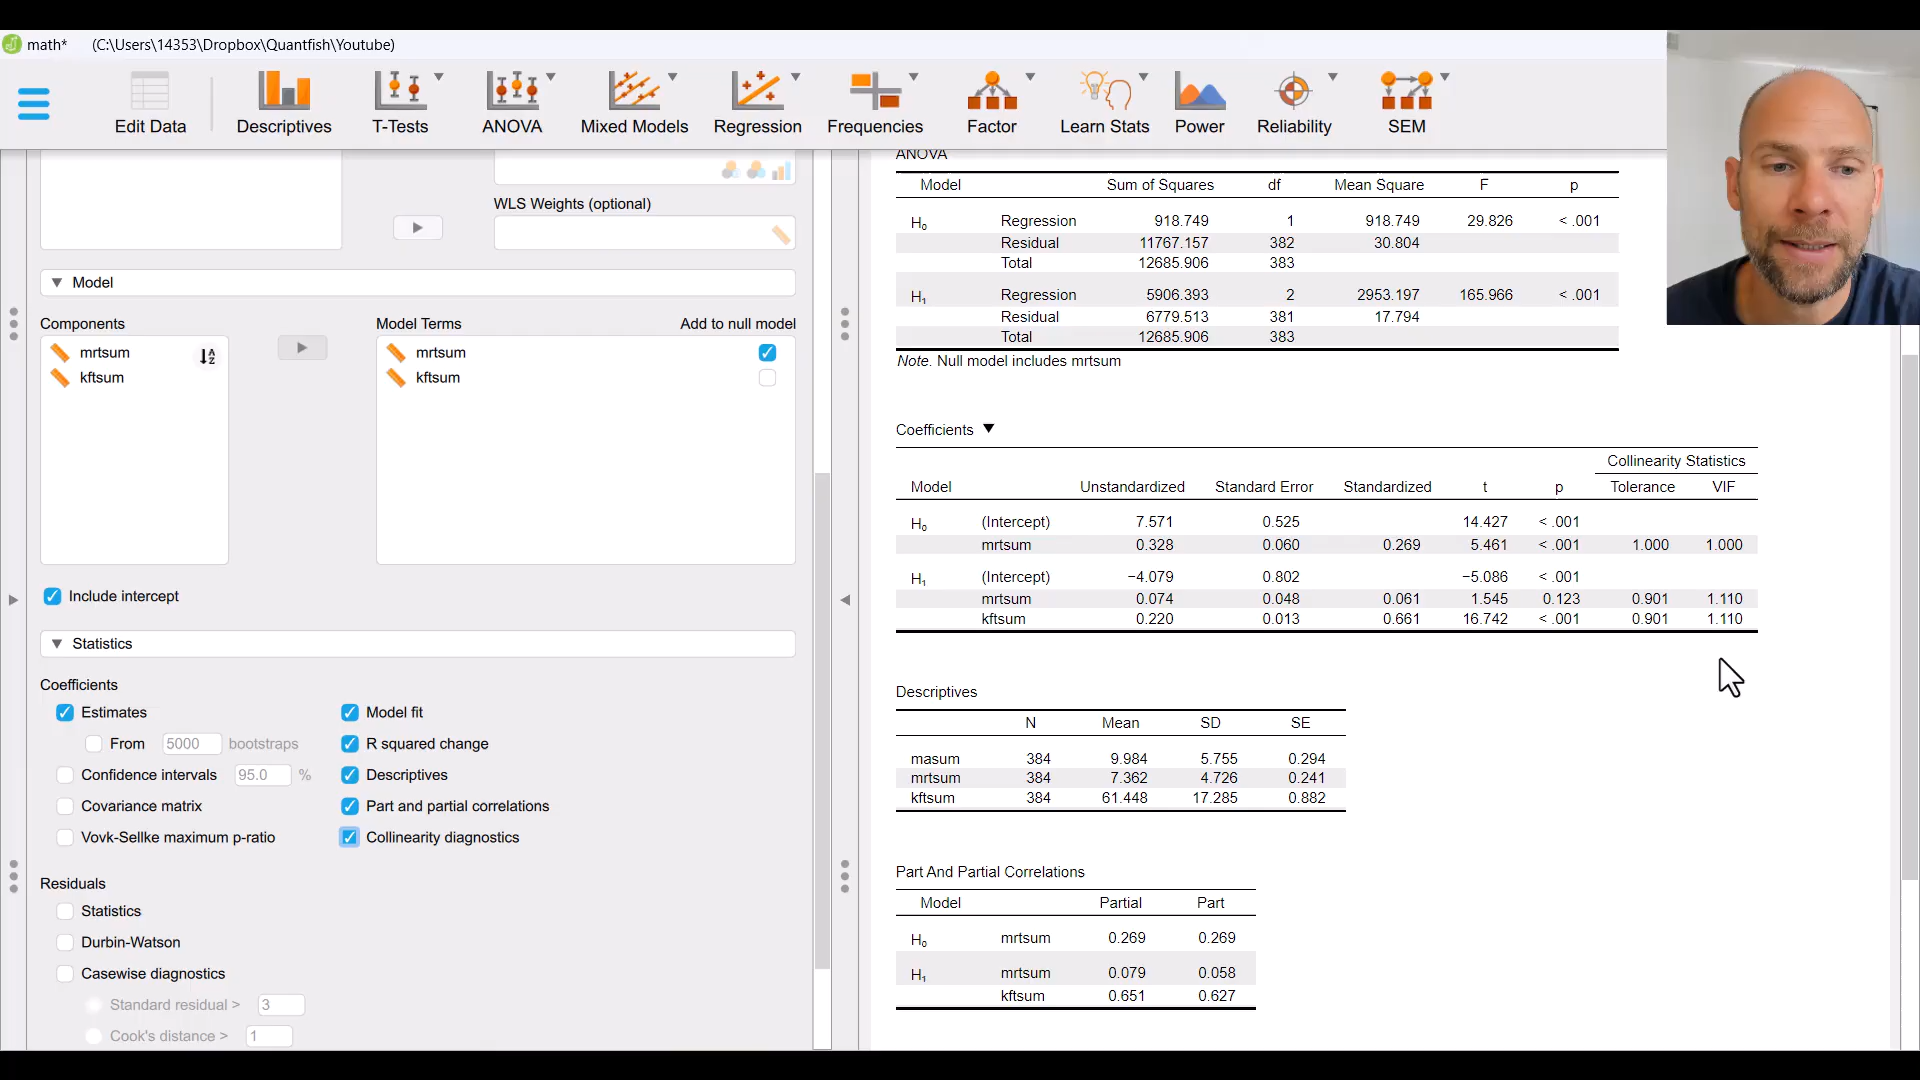 math* (C:\Users\14353\Dropbox\Quantfish\Youtube)
Edit Data Descriptives T-Tests ANOVA Mixed Models Regression Frequencies Factor Learn Stats Power Reliability SEM
WLS Weights (optional)
Model
Components Model Terms Add to null model
mrtsum mrtsum
kftsum kftsum
Include intercept
Statistics
Coefficients
Estimates Model fit
From 5000 bootstraps R squared change
Confidence intervals 95.0 % Descriptives
Covariance matrix Part and partial correlations
Vovk-Sellke maximum p-ratio Collinearity diagnostics
Residuals
Statistics
Durbin-Watson
Casewise diagnostics
Standard residual > 3
Cook's distance > 1
ANOVA
Model Sum of Squares df Mean Square F p
H₀ Regression 918.749 1 918.749 29.826 < .001
Residual 11767.157 382 30.804
Total 12685.906 383
H₁ Regression 5906.393 2 2953.197 165.966 < .001
Residual 6779.513 381 17.794
Total 12685.906 383
Note. Null model includes mrtsum
Coefficients
Collinearity Statistics
Model Unstandardized Standard Error Standardized t p Tolerance VIF
H₀ (Intercept) 7.571 0.525 14.427 < .001
mrtsum 0.328 0.060 0.269 5.461 < .001 1.000 1.000
H₁ (Intercept) −4.079 0.802 −5.086 < .001
mrtsum 0.074 0.048 0.061 1.545 0.123 0.901 1.110
kftsum 0.220 0.013 0.661 16.742 < .001 0.901 1.110
Descriptives
N Mean SD SE
masum 384 9.984 5.755 0.294
mrtsum 384 7.362 4.726 0.241
kftsum 384 61.448 17.285 0.882
Part And Partial Correlations
Model Partial Part
H₀ mrtsum 0.269 0.269
H₁ mrtsum 0.079 0.058
kftsum 0.651 0.627